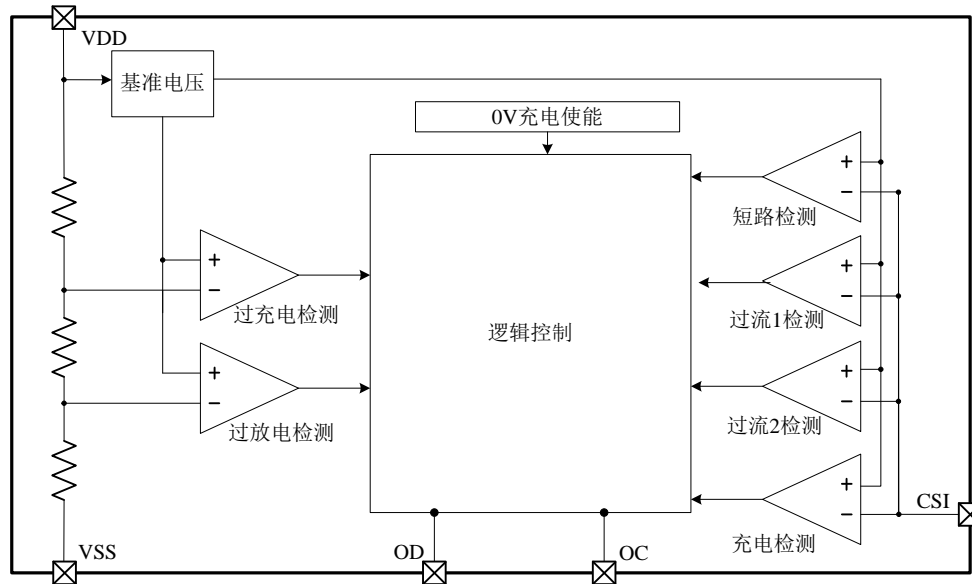 VDD
基准电压
0V充电使能
短路检测
过充电检测
过流1检测
逻辑控制
过放电检测
过流2检测
充电检测
CSI
VSS
OD
OC
+
−
+
−
+
−
+
−
+
−
+
−